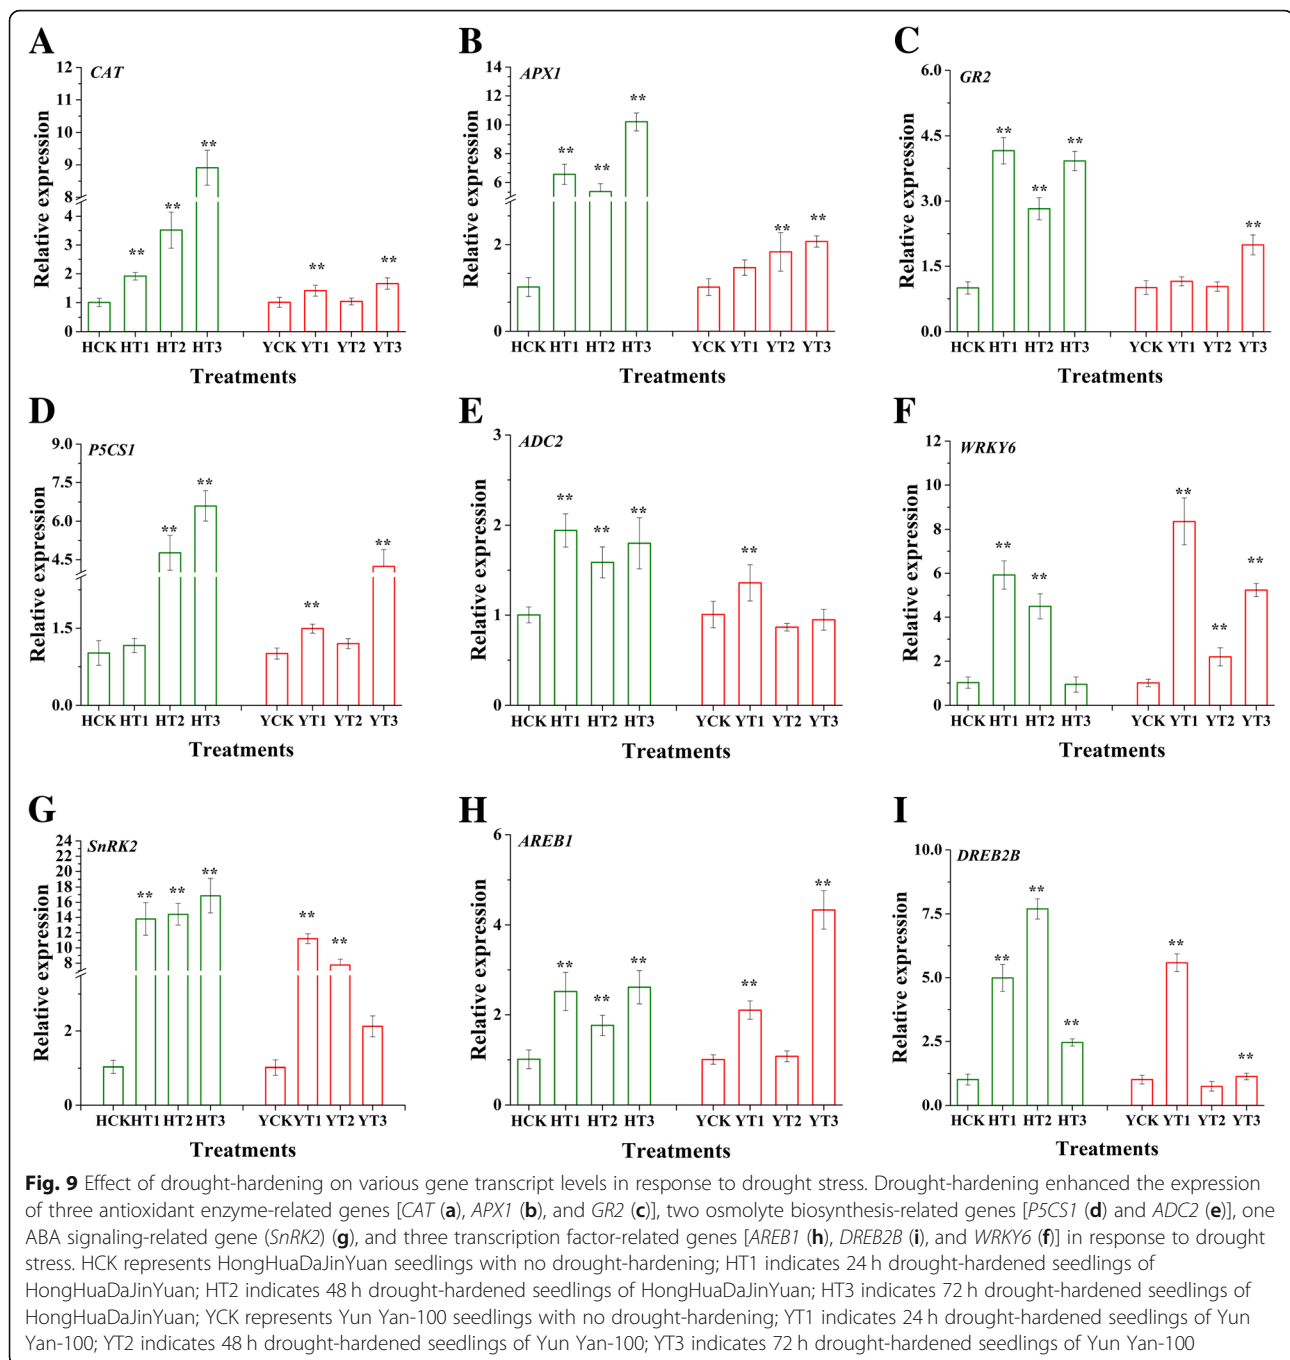 A
CAT
12
11
10
9
8
4
3
2
1
0
Relative expression
**
**
**
**
**
HCK HT1 HT2 HT3 YCK YT1 YT2 YT3
Treatments
B
APX1
14
12
10
8
6
2
0
Relative expression
**
**
**
**
**
HCK HT1 HT2 HT3 YCK YT1 YT2 YT3
Treatments
C
GR2
6.0
4.5
3.0
1.5
0.0
Relative expression
**
**
**
**
HCK HT1 HT2 HT3 YCK YT1 YT2 YT3
Treatments
D
P5CS1
9.0
7.5
6.0
4.5
1.5
0.0
Relative expression
**
**
**
**
HCK HT1 HT2 HT3 YCK YT1 YT2 YT3
Treatments
E
ADC2
3
2
1
0
Relative expression
**
**
**
**
HCK HT1 HT2 HT3 YCK YT1 YT2 YT3
Treatments
F
WRKY6
12
10
8
6
4
2
0
Relative expression
**
**
**
**
**
HCK HT1 HT2 HT3 YCK YT1 YT2 YT3
Treatments
G
SnRK2
24
22
20
18
16
14
12
10
8
2
0
Relative expression
**
**
**
**
**
HCK HT1 HT2 HT3 YCK YT1 YT2 YT3
Treatments
H
AREB1
6
4
2
0
Relative expression
**
**
**
**
**
HCK HT1 HT2 HT3 YCK YT1 YT2 YT3
Treatments
I
DREB2B
10.0
7.5
5.0
2.5
0.0
Relative expression
**
**
**
**
**
HCK HT1 HT2 HT3 YCK YT1 YT2 YT3
Treatments
Fig. 9 Effect of drought-hardening on various gene transcript levels in response to drought stress. Drought-hardening enhanced the expression
of three antioxidant enzyme-related genes [CAT (a), APX1 (b), and GR2 (c)], two osmolyte biosynthesis-related genes [P5CS1 (d) and ADC2 (e)], one
ABA signaling-related gene (SnRK2) (g), and three transcription factor-related genes [AREB1 (h), DREB2B (i), and WRKY6 (f)] in response to drought
stress. HCK represents HongHuaDaJinYuan seedlings with no drought-hardening; HT1 indicates 24 h drought-hardened seedlings of
HongHuaDaJinYuan; HT2 indicates 48 h drought-hardened seedlings of HongHuaDaJinYuan; HT3 indicates 72 h drought-hardened seedlings of
HongHuaDaJinYuan; YCK represents Yun Yan-100 seedlings with no drought-hardening; YT1 indicates 24 h drought-hardened seedlings of Yun
Yan-100; YT2 indicates 48 h drought-hardened seedlings of Yun Yan-100; YT3 indicates 72 h drought-hardened seedlings of Yun Yan-100